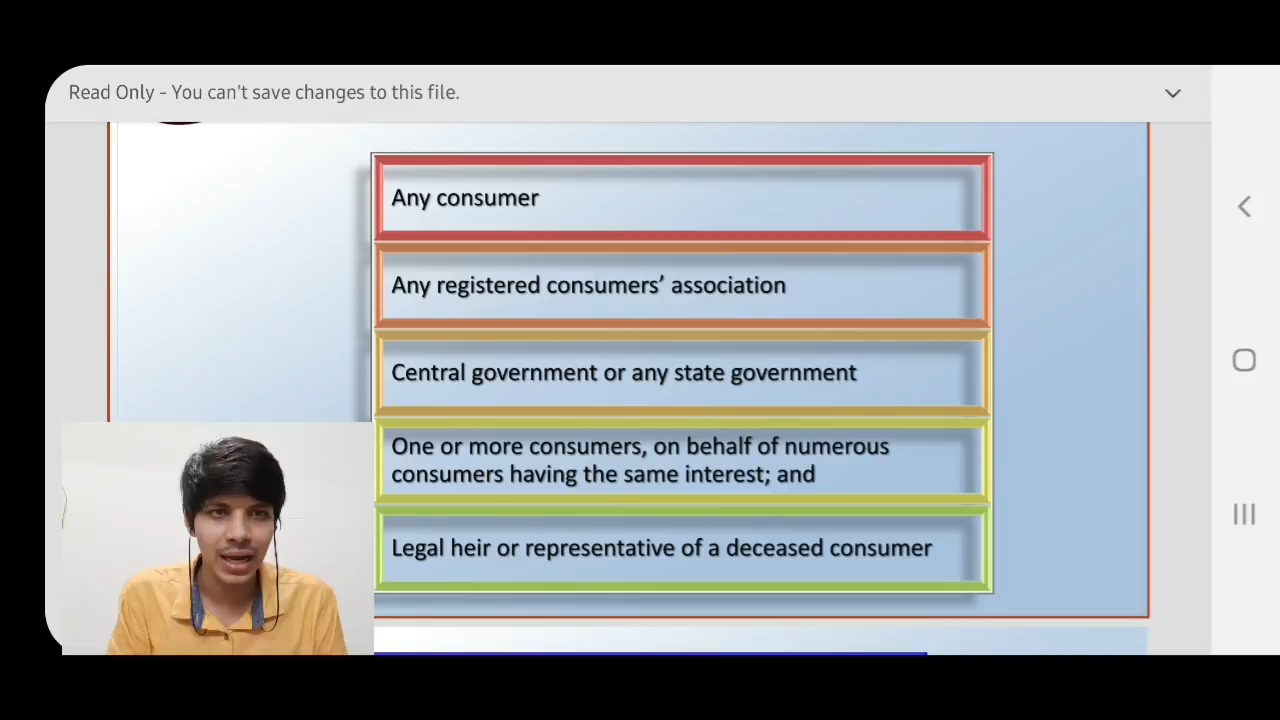 Read Only - You can't save changes to this file.
Any consumer
Any registered consumers’ association
Central government or any state government
One or more consumers, on behalf of numerous
consumers having the same interest; and
Legal heir or representative of a deceased consumer